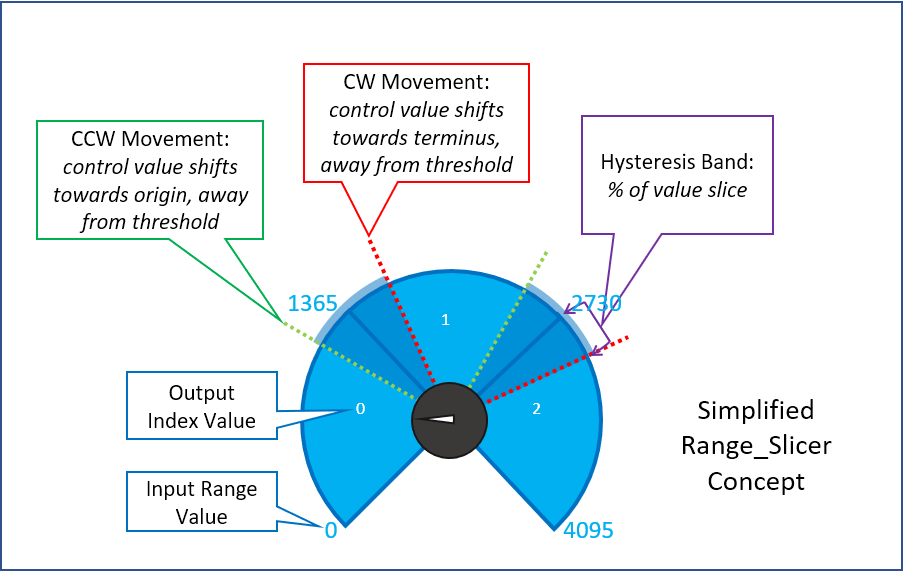 CW Movement:
control value shifts
towards terminus,
away from threshold
CCW Movement:
control value shifts
towards origin, away
from threshold
Hysteresis Band:
% of value slice
1365
2730
1
0
2
Output
Index Value
Input Range
Value
0
4095
Simplified
Range_Slicer
Concept